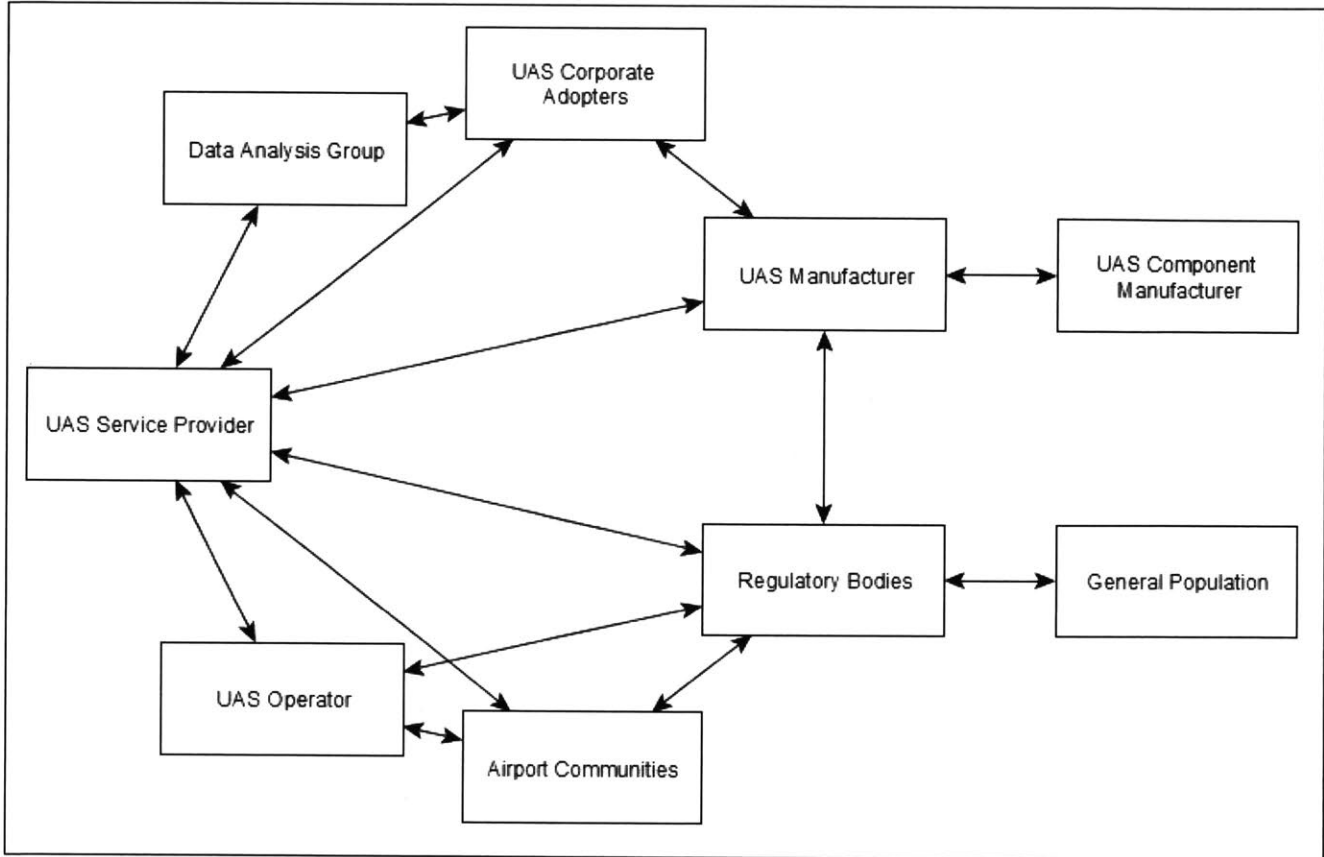 UAS Corporate
Adopters
Data Analysis Group
UAS Manufacturer
UAS Component
Manufacturer
UAS Service Provider
Regulatory Bodies
General Population
UAS Operator
Airport Communities